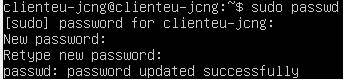 clienteu-jcng@clienteu-jcng:~$ sudo passwd
[sudo] password for clienteu-jcng:
New password:
Retype new password:
passwd: password updated successfully